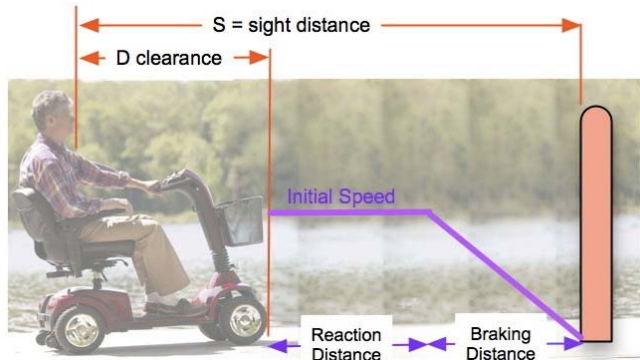 S = sight distance
D clearance
Initial Speed
Reaction
Distance
Braking
Distance